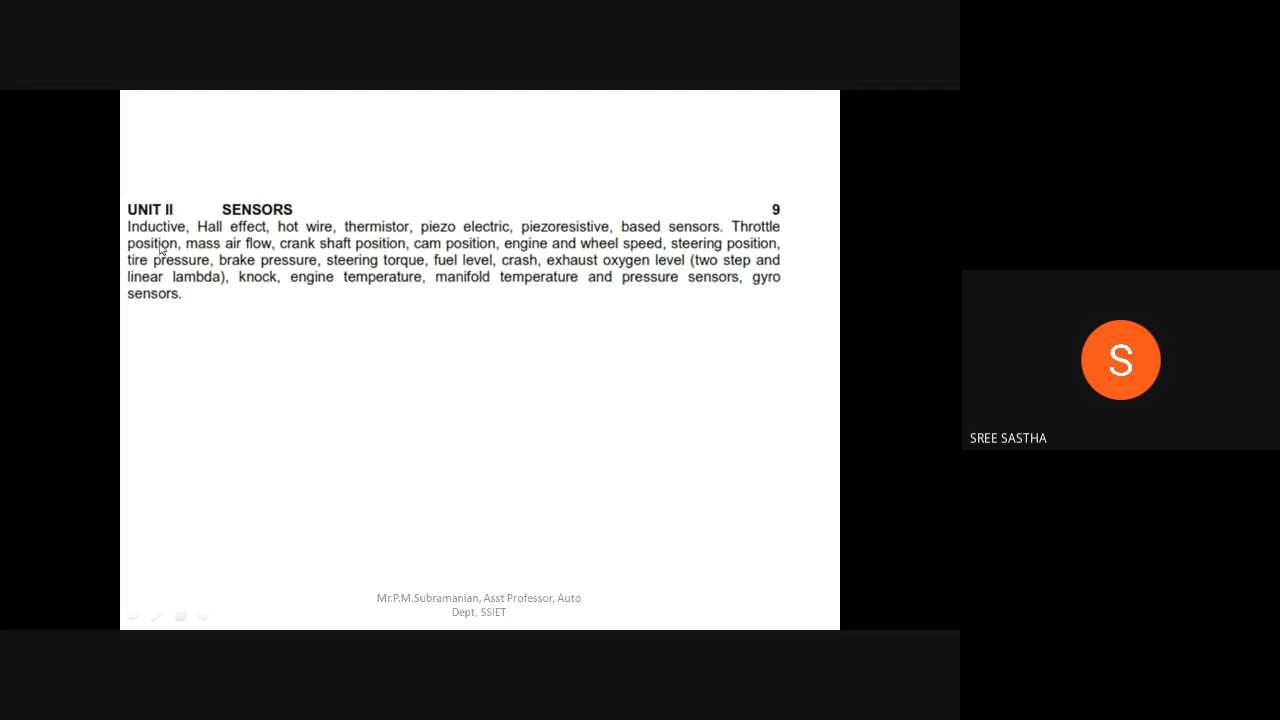 UNIT II SENSORS 9
Inductive, Hall effect, hot wire, thermistor, piezo electric, piezoresistive, based sensors. Throttle
position, mass air flow, crank shaft position, cam position, engine and wheel speed, steering position,
tire pressure, brake pressure, steering torque, fuel level, crash, exhaust oxygen level (two step and
linear lambda), knock, engine temperature, manifold temperature and pressure sensors, gyro
sensors.
Mr.P.M.Subramanian, Asst Professor, Auto
Dept, SSIET
S
SREE SASTHA